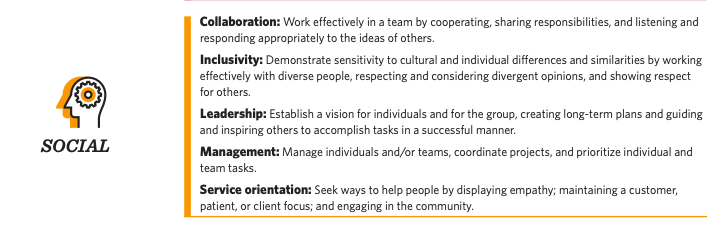 SOCIAL
Collaboration: Work effectively in a team by cooperating, sharing responsibilities, and listening and
responding appropriately to the ideas of others.
Inclusivity: Demonstrate sensitivity to cultural and individual differences and similarities by working
effectively with diverse people, respecting and considering divergent opinions, and showing respect
for others.
Leadership: Establish a vision for individuals and for the group, creating long-term plans and guiding
and inspiring others to accomplish tasks in a successful manner.
Management: Manage individuals and/or teams, coordinate projects, and prioritize individual and
team tasks.
Service orientation: Seek ways to help people by displaying empathy; maintaining a customer,
patient, or client focus; and engaging in the community.